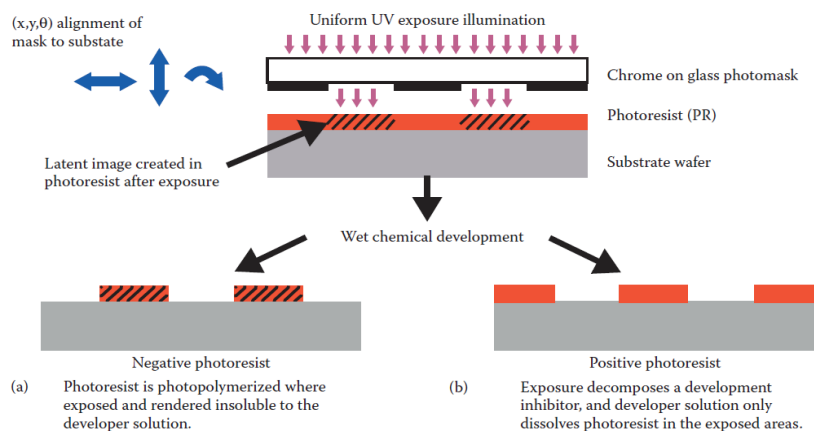 (x,y,θ) alignment of
mask to substate
Uniform UV exposure illumination
Chrome on glass photomask
Photoresist (PR)
Latent image created in
photoresist after exposure
Substrate wafer
Wet chemical development
Negative photoresist
(a) Photoresist is photopolymerized where
exposed and rendered insoluble to the
developer solution.
Positive photoresist
(b) Exposure decomposes a development
inhibitor, and developer solution only
dissolves photoresist in the exposed areas.